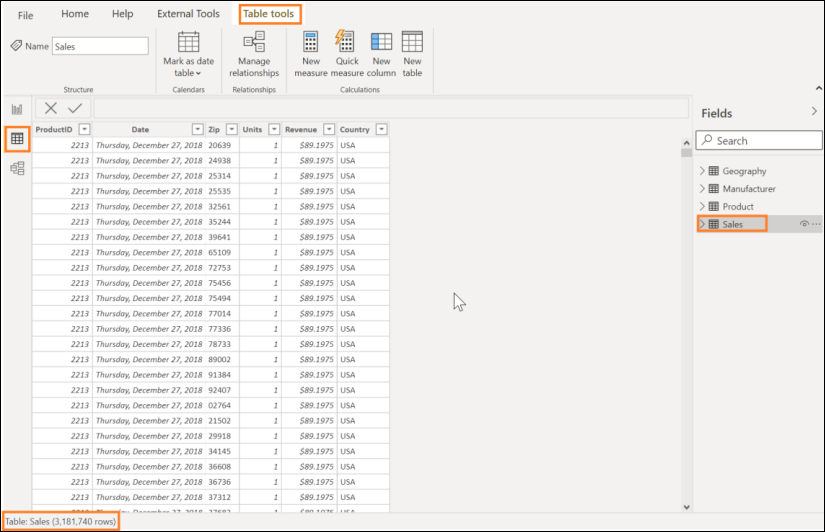 File Home Help External Tools Table tools
Name Sales
Mark as date table
Manage relationships
New measure
Quick measure
New column
New table
Structure Calendars Relationships Calculations
ProductID Date Zip Units Revenue Country
2213 Thursday, December 27, 2018 20639 1 $89.1975 USA
2213 Thursday, December 27, 2018 24938 1 $89.1975 USA
2213 Thursday, December 27, 2018 25314 1 $89.1975 USA
2213 Thursday, December 27, 2018 25535 1 $89.1975 USA
2213 Thursday, December 27, 2018 32561 1 $89.1975 USA
2213 Thursday, December 27, 2018 35244 1 $89.1975 USA
2213 Thursday, December 27, 2018 39641 1 $89.1975 USA
2213 Thursday, December 27, 2018 65109 1 $89.1975 USA
2213 Thursday, December 27, 2018 72753 1 $89.1975 USA
2213 Thursday, December 27, 2018 75456 1 $89.1975 USA
2213 Thursday, December 27, 2018 75494 1 $89.1975 USA
2213 Thursday, December 27, 2018 77014 1 $89.1975 USA
2213 Thursday, December 27, 2018 77336 1 $89.1975 USA
2213 Thursday, December 27, 2018 78733 1 $89.1975 USA
2213 Thursday, December 27, 2018 89002 1 $89.1975 USA
2213 Thursday, December 27, 2018 91384 1 $89.1975 USA
2213 Thursday, December 27, 2018 92407 1 $89.1975 USA
2213 Thursday, December 27, 2018 02764 1 $89.1975 USA
2213 Thursday, December 27, 2018 21502 1 $89.1975 USA
2213 Thursday, December 27, 2018 29918 1 $89.1975 USA
2213 Thursday, December 27, 2018 34145 1 $89.1975 USA
2213 Thursday, December 27, 2018 36608 1 $89.1975 USA
2213 Thursday, December 27, 2018 36736 1 $89.1975 USA
2213 Thursday, December 27, 2018 37312 1 $89.1975 USA
Fields
Search
Geography
Manufacturer
Product
Sales
Table: Sales (3,181,740 rows)